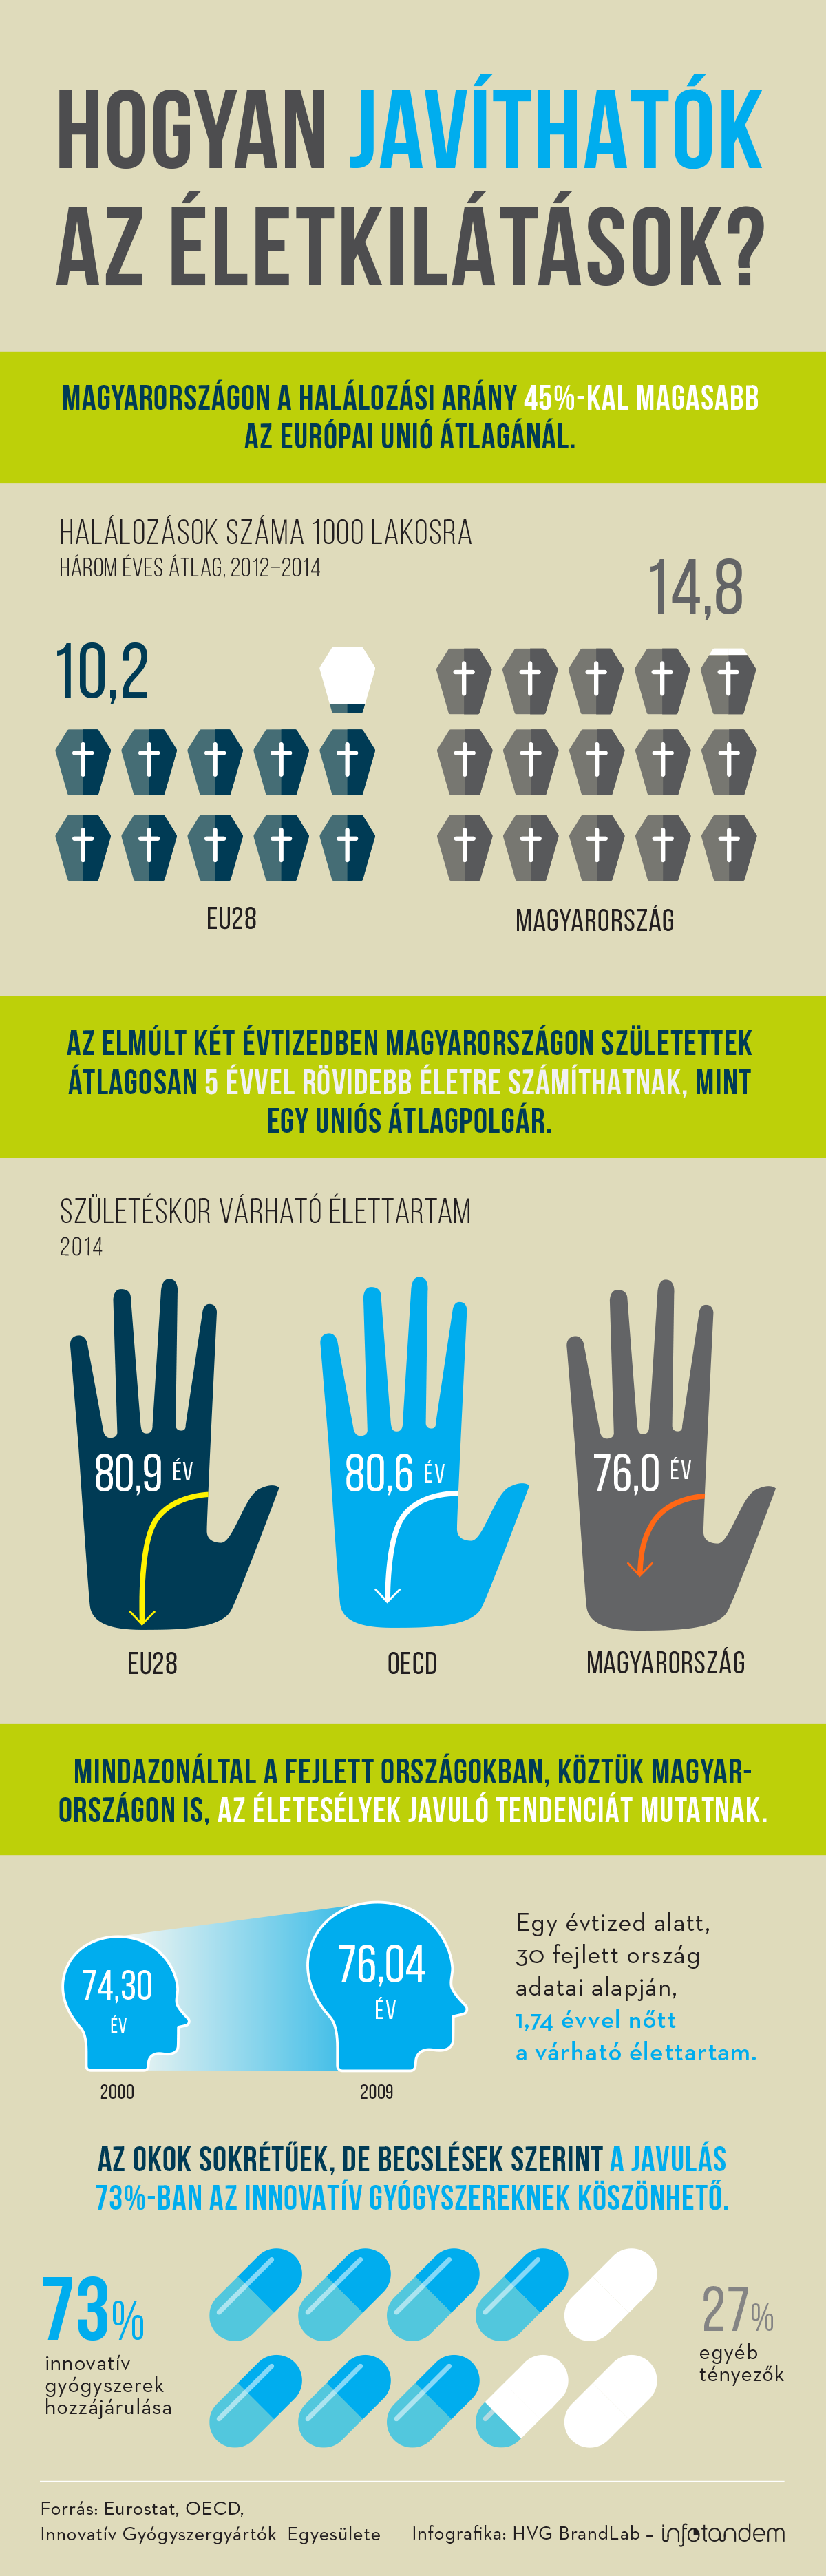 HOGYAN JAVÍTHATÓK
AZ ÉLETKILÁTÁSOK?
MAGYARORSZÁGON A HALÁLOZÁSI ARÁNY 45%-KAL MAGASABB
AZ EURÓPAI UNIÓ ÁTLAGÁNÁL.
HALÁLOZÁSOK SZÁMA 1000 LAKOSRA
HÁROM ÉVES ÁTLAG, 2012–2014
10,2
14,8
EU28
MAGYARORSZÁG
AZ ELMÚLT KÉT ÉVTIZEDBEN MAGYARORSZÁGON SZÜLETETTEK
ÁTLAGOSAN 5 ÉVVEL RÖVIDEBB ÉLETRE SZÁMÍTHATNAK, MINT
EGY UNIÓS ÁTLAGPOLGÁR.
SZÜLETÉSKOR VÁRHATÓ ÉLETTARTAM
2014
80,9 ÉV
80,6 ÉV
76,0 ÉV
EU28
OECD
MAGYARORSZÁG
MINDAZONÁLTAL A FEJLETT ORSZÁGOKBAN, KÖZTÜK MAGYAR-
ORSZÁGON IS, AZ ÉLETESÉLYEK JAVULÓ TENDENCIÁT MUTATNAK.
74,30
ÉV
2000
76,04
ÉV
2009
Egy évtized alatt,
30 fejlett ország
adatai alapján,
1,74 évvel nőtt
a várható élettartam.
AZ OKOK SOKRÉTŰEK, DE BECSLÉSEK SZERINT A JAVULÁS
73%-BAN AZ INNOVATÍV GYÓGYSZEREKNEK KÖSZÖNHETŐ.
73%
innovatív
gyógyszerek
hozzájárulása
27%
egyéb
tényezők
Forrás: Eurostat, OECD,
Innovatív Gyógyszergyártók Egyesülete
Infografika: HVG BrandLab – infotandem